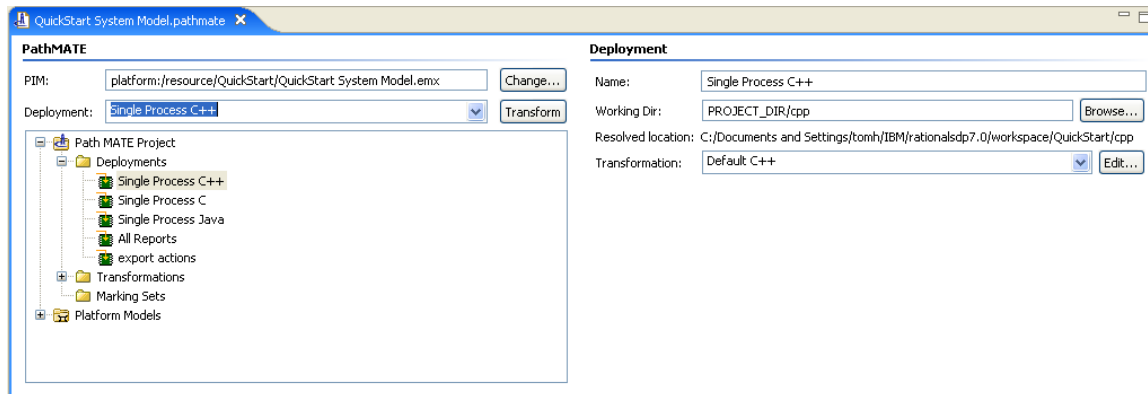 QuickStart System Model.pathmate
PathMATE
PIM: platform:/resource/QuickStart/QuickStart System Model.emx Change...
Deployment: Single Process C++ Transform
Path MATE Project
Deployments
Single Process C++
Single Process C
Single Process Java
All Reports
export actions
Transformations
Marking Sets
Platform Models
Deployment
Name: Single Process C++
Working Dir: PROJECT_DIR/cpp Browse...
Resolved location: C:/Documents and Settings/tomh/IBM/rationalsdp7.0/workspace/QuickStart/cpp
Transformation: Default C++ Edit...